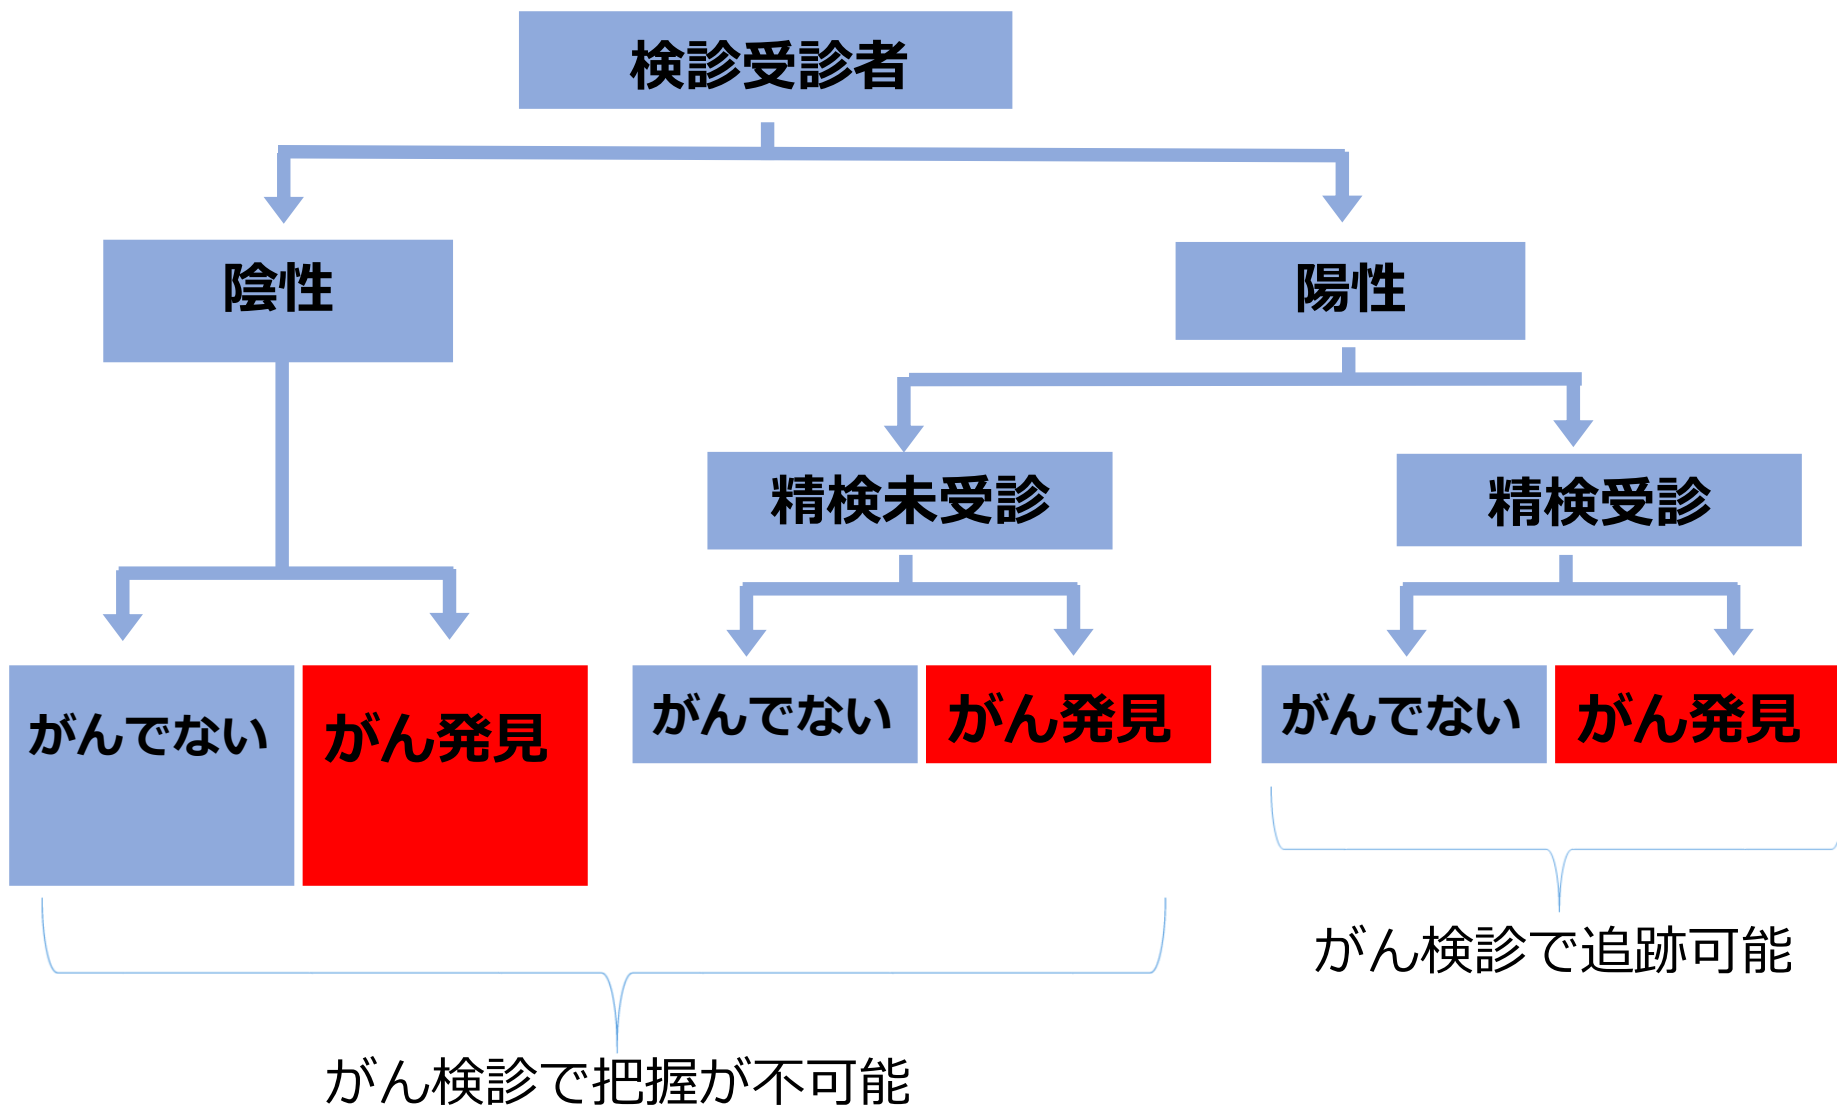 検診受診者
陰性
陽性
精検未受診
精検受診
がんでない
がん発見
がんでない
がん発見
がんでない
がん発見
がん検診で追跡可能
がん検診で把握が不可能